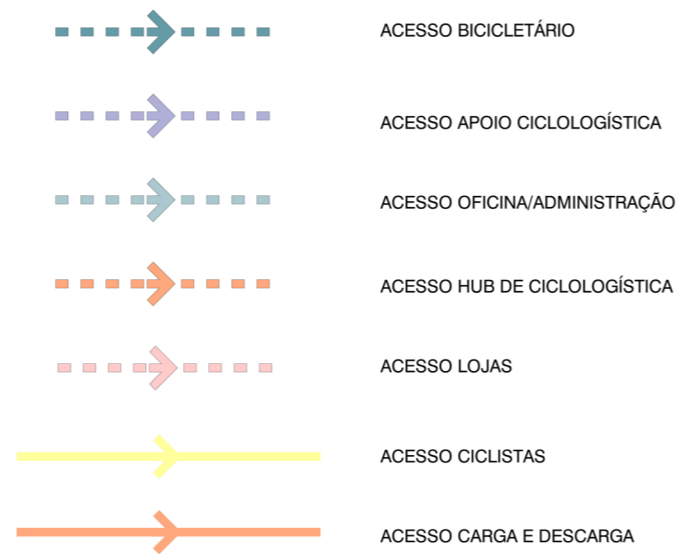 ACESSO BICICLETÁRIO
ACESSO APOIO CICLOLOGÍSTICA
ACESSO OFICINA/ADMINISTRAÇÃO
ACESSO HUB DE CICLOLOGÍSTICA
ACESSO LOJAS
ACESSO CICLISTAS
ACESSO CARGA E DESCARGA